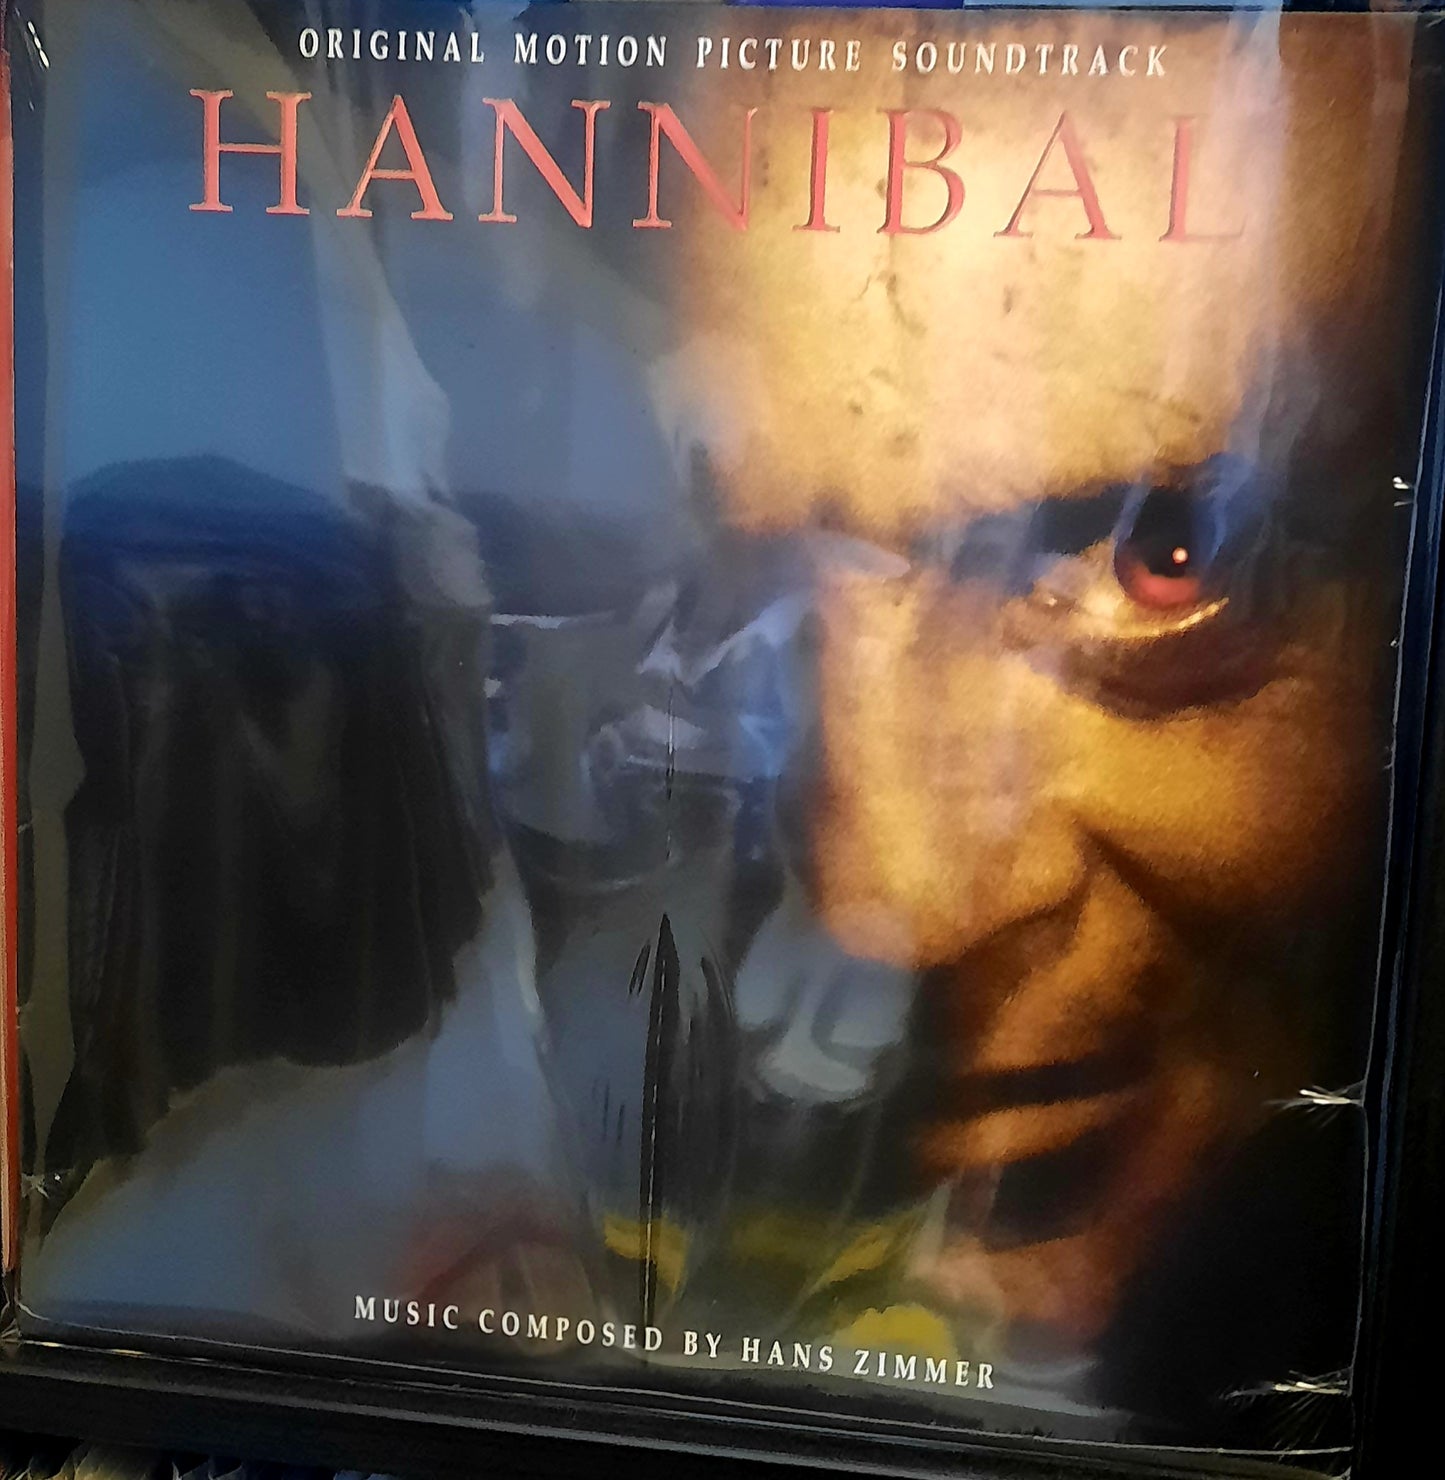 ORIGINAL MOTION PICTURE SOUNDTRACK
HANNIBAL
MUSIC COMPOSED BY HANS ZIMMER